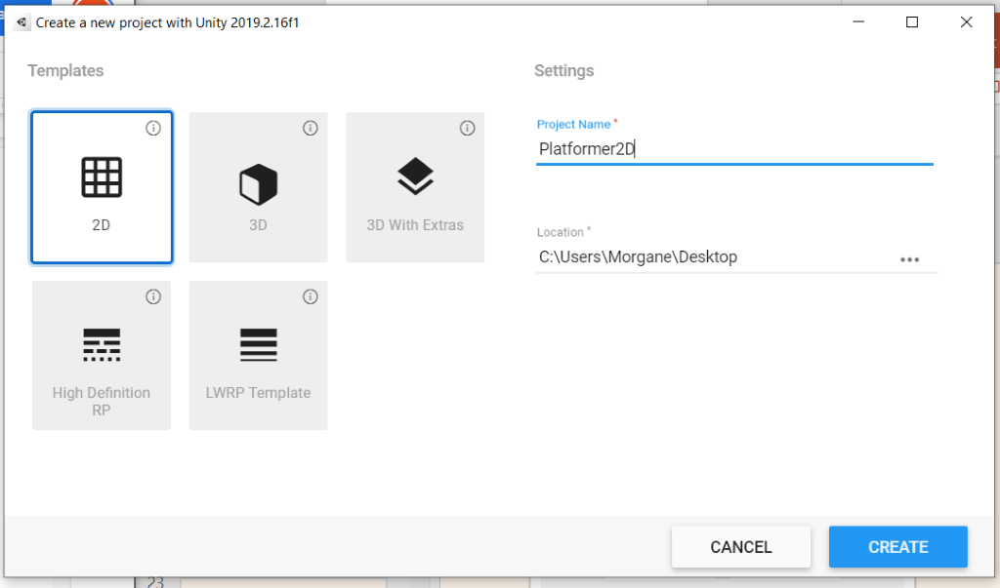 Create a new project with Unity 2019.2.16f1
Templates
Settings
2D
3D
3D With Extras
High Definition
RP
LWRP Template
Project Name *
Platformer2D
Location *
C:\Users\Morgane\Desktop
CANCEL
CREATE
23